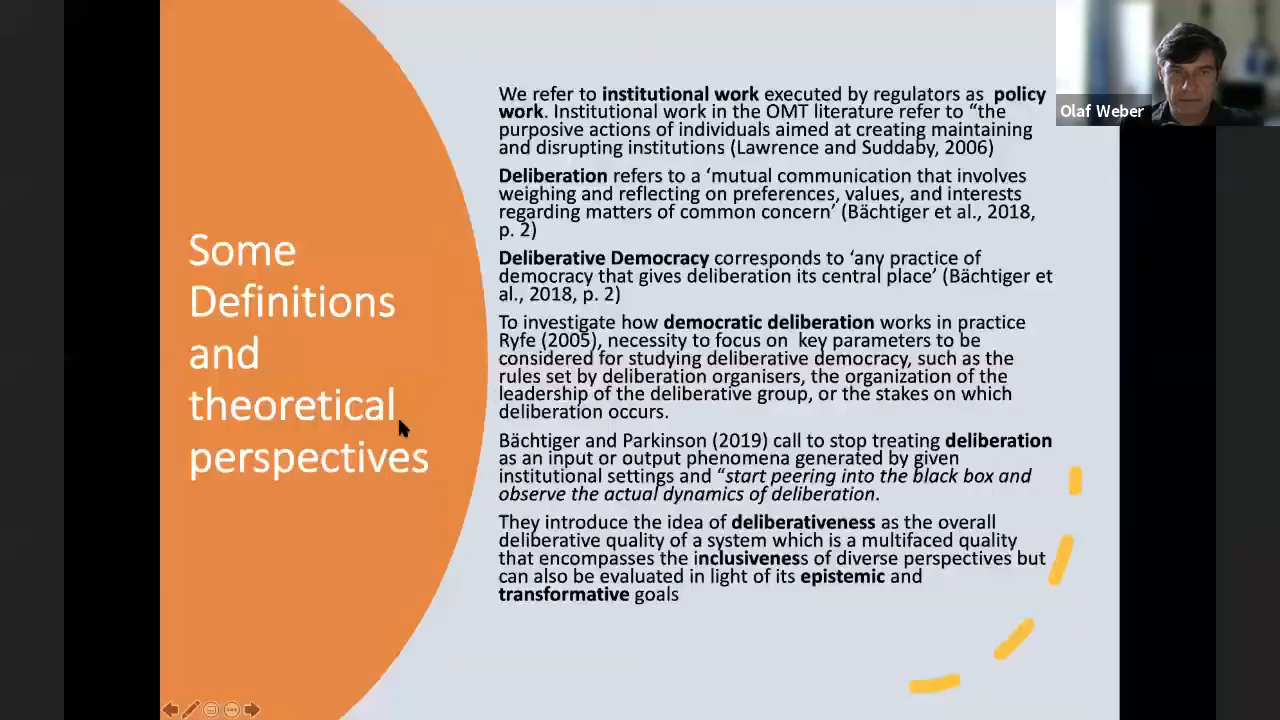 Olaf Weber
Some
Definitions
and
theoretical
perspectives
We refer to institutional work executed by regulators as policy
work. Institutional work in the OMT literature refer to “the
purposive actions of individuals aimed at creating maintaining
and disrupting institutions (Lawrence and Suddaby, 2006)
Deliberation refers to a ‘mutual communication that involves
weighing and reflecting on preferences, values, and interests
regarding matters of common concern’ (Bächtiger et al., 2018,
p. 2)
Deliberative Democracy corresponds to ‘any practice of
democracy that gives deliberation its central place’ (Bächtiger et
al., 2018, p. 2)
To investigate how democratic deliberation works in practice
Ryfe (2005), necessity to focus on key parameters to be
considered for studying deliberative democracy, such as the
rules set by deliberation organisers, the organization of the
leadership of the deliberative group, or the stakes on which
deliberation occurs.
Bächtiger and Parkinson (2019) call to stop treating deliberation
as an input or output phenomena generated by given
institutional settings and “start peering into the black box and
observe the actual dynamics of deliberation.
They introduce the idea of deliberativeness as the overall
deliberative quality of a system which is a multifaced quality
that encompasses the inclusiveness of diverse perspectives but
can also be evaluated in light of its epistemic and
transformative goals